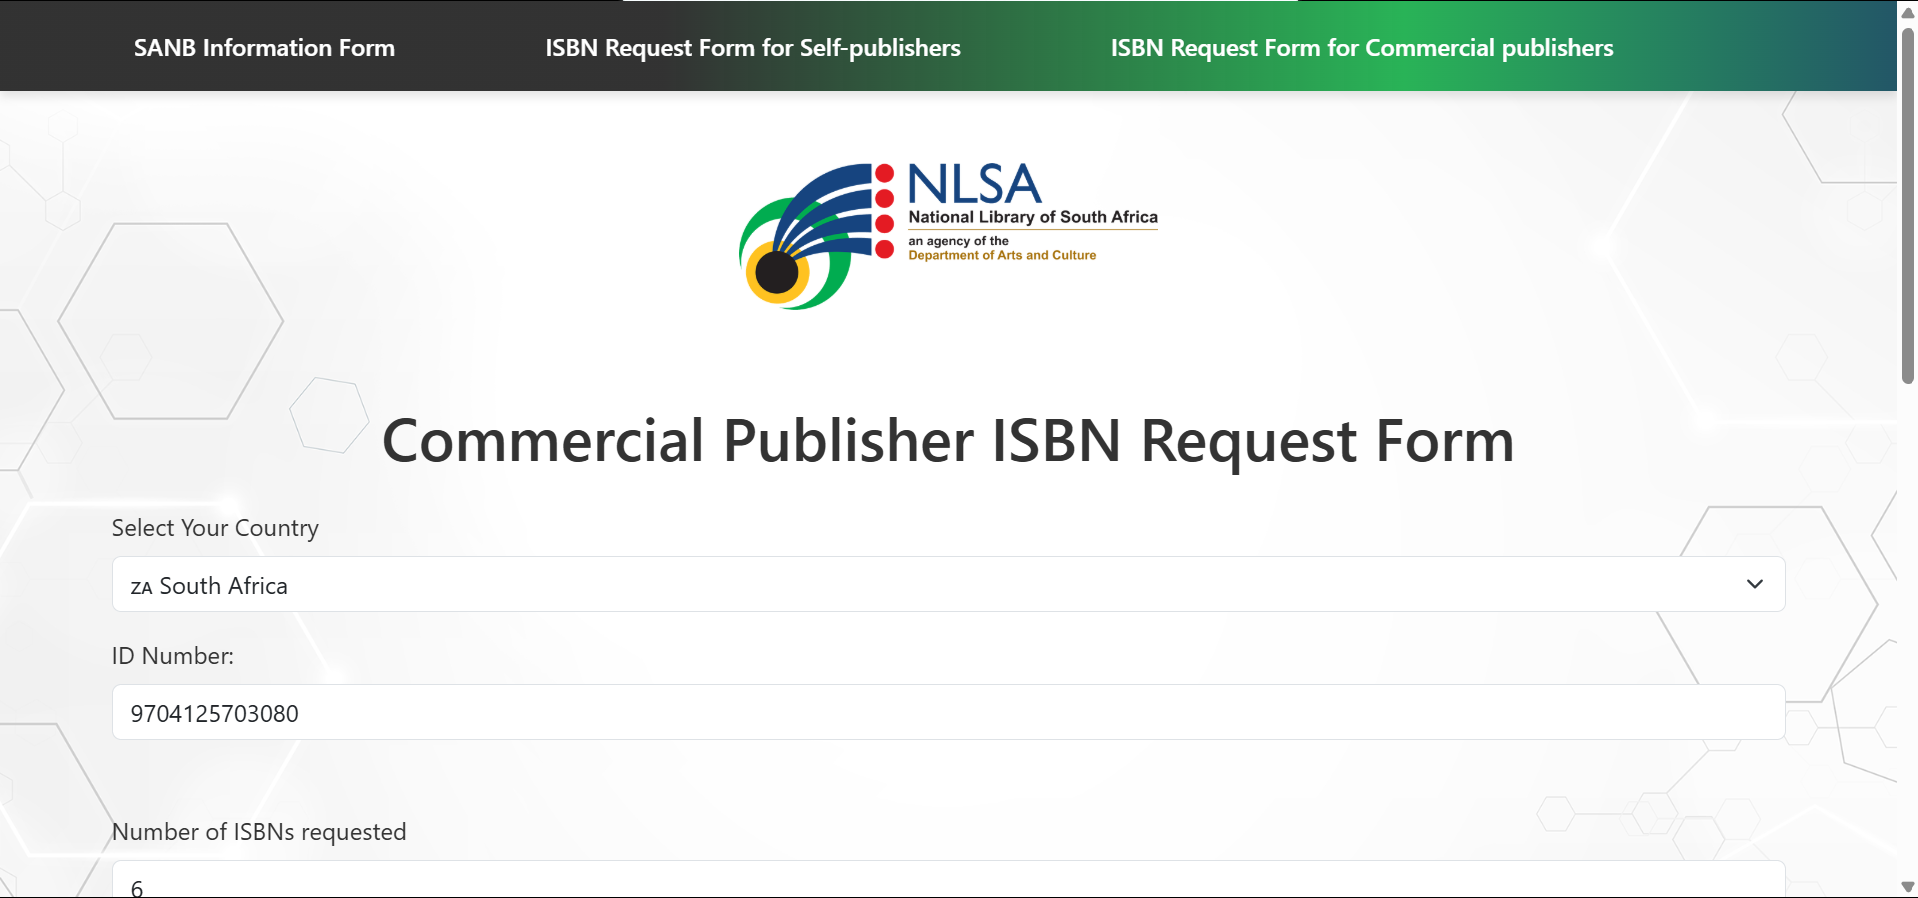 SANB Information Form
ISBN Request Form for Self-publishers
ISBN Request Form for Commercial publishers
NLSA
National Library of South Africa
an agency of the
Department of Arts and Culture
Commercial Publisher ISBN Request Form
Select Your Country
ZA South Africa
ID Number:
9704125703080
Number of ISBNs requested
6